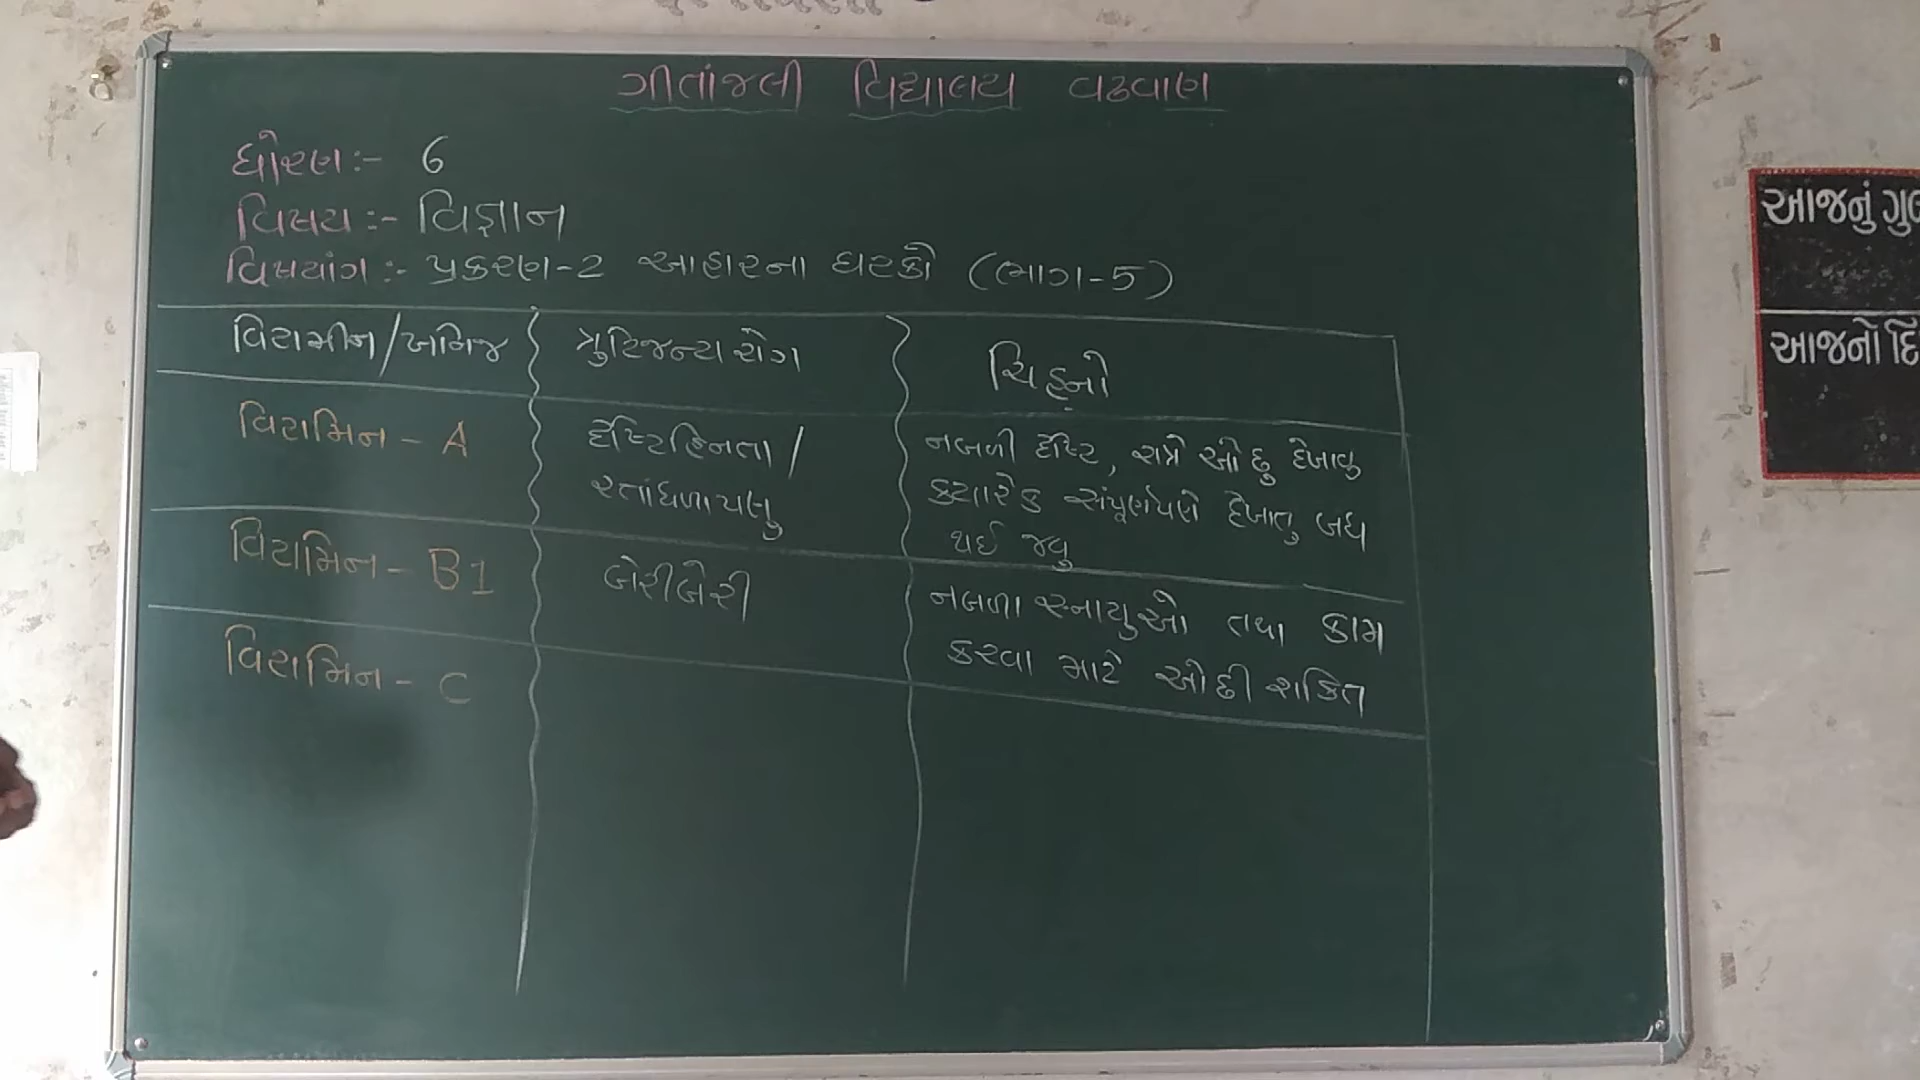 ગીતાંજલી વિદ્યાલય વઢવાણ
ધોરણ:- 6
વિષય:- વિજ્ઞાન
વિષયાંગ:- પ્રકરણ-2 આહારના ઘટકો (ભાગ-5)
વિટામીન/ખનિજ ત્રુટિજન્ય રોગ ચિહનો
વિટામિન - A
દૃષ્ટિહિનતા/
રતાંધળાપણુ
નબળી દૃષ્ટિ, રાત્રે ઓછુ દેખાવુ
ક્યારેક સંપૂર્ણપણે દેખાતુ બંધ
થઈ જવુ
વિટામિન - B1
બેરીબેરી
નબળા સ્નાયુઓ તથા કામ
કરવા માટે ઓછી શકિત
વિટામિન - C
આજનું
આજનો